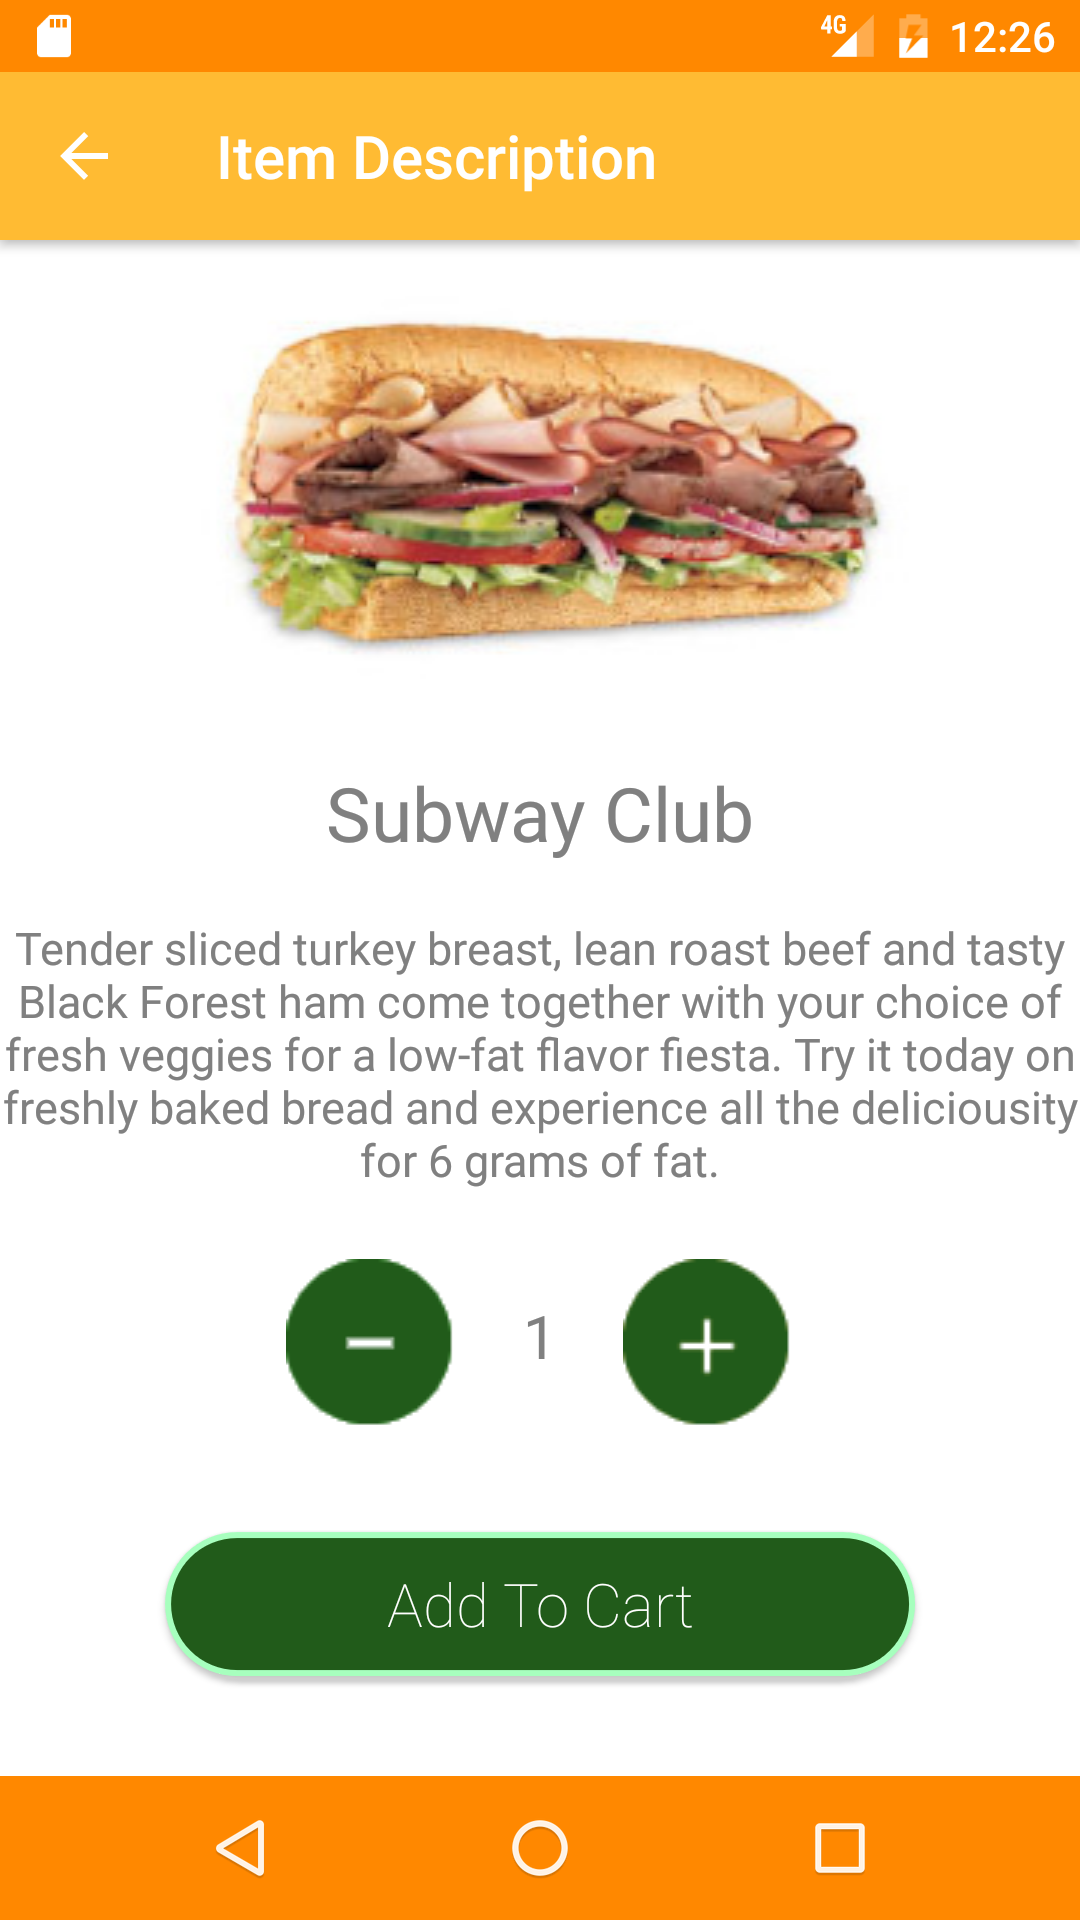 4G 12:26
Item Description
Subway Club
Tender sliced turkey breast, lean roast beef and tasty
Black Forest ham come together with your choice of
fresh veggies for a low-fat flavor fiesta. Try it today on
freshly baked bread and experience all the deliciousity
for 6 grams of fat.
− 1 +
Add To Cart